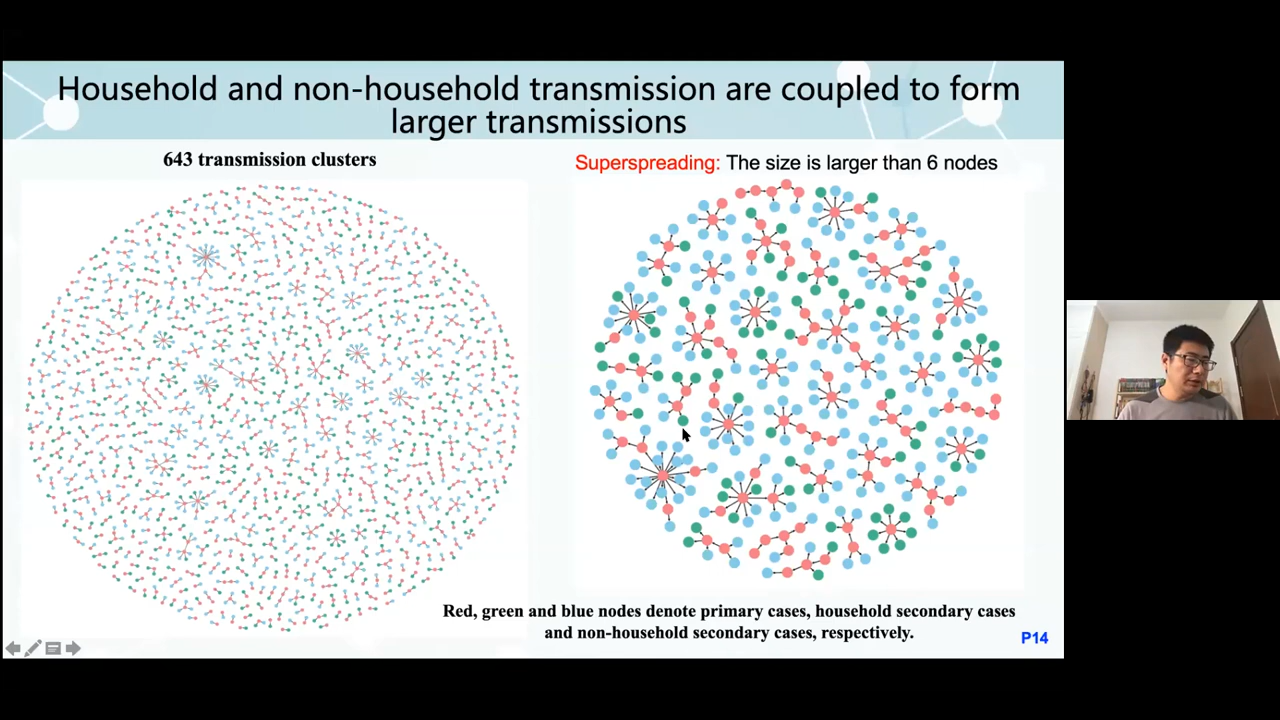 Household and non-household transmission are coupled to form
larger transmissions
643 transmission clusters
Superspreading: The size is larger than 6 nodes
Red, green and blue nodes denote primary cases, household secondary cases
and non-household secondary cases, respectively.
P14